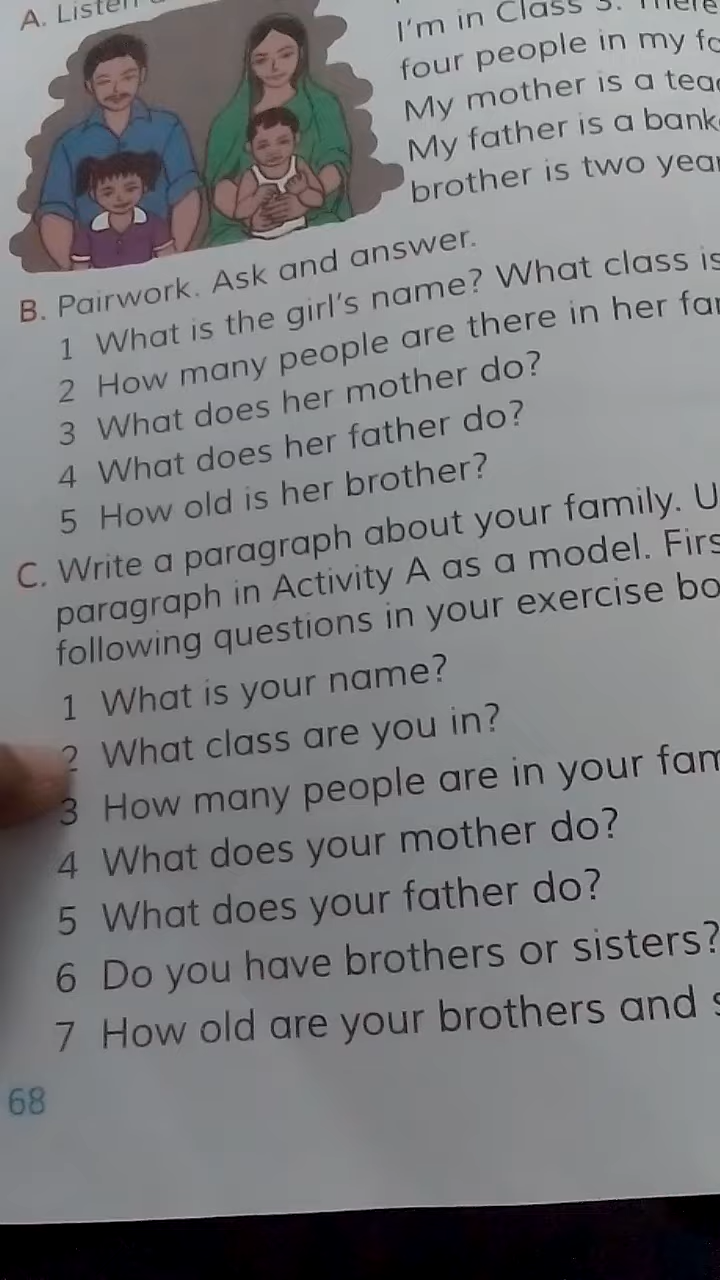 A. Listen
I'm in Class 3. There
four people in my
My mother is a
My father is a
brother is two
B. Pairwork. Ask and answer.
1 What is the girl's name? What class is
2 How many people are there in her
3 What does her mother do?
4 What does her father do?
5 How old is her brother?
C. Write a paragraph about your family.
paragraph in Activity A as a model.
following questions in your exercise
1 What is your name?
2 What class are you in?
3 How many people are in your
4 What does your mother do?
5 What does your father do?
6 Do you have brothers or sisters?
7 How old are your brothers and
68